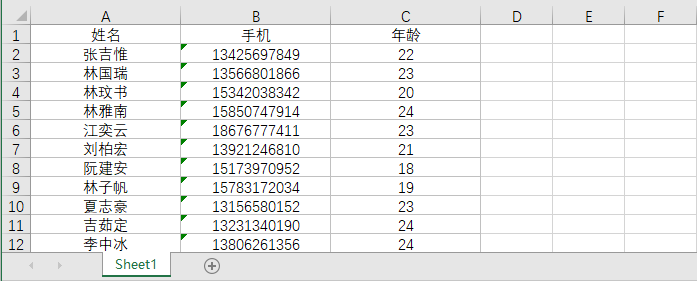 A B C D E F
1 姓名 手机 年龄
2 张吉惟 13425697849 22
3 林国瑞 13566801866 23
4 林玟书 15342038342 20
5 林雅南 15850747914 24
6 江奕云 18676777411 23
7 刘柏宏 13921246810 21
8 阮建安 15173970952 18
9 林子帆 15783172034 19
10 夏志豪 13156580152 23
11 吉茹定 13231340190 24
12 李中冰 13806261356 24
Sheet1